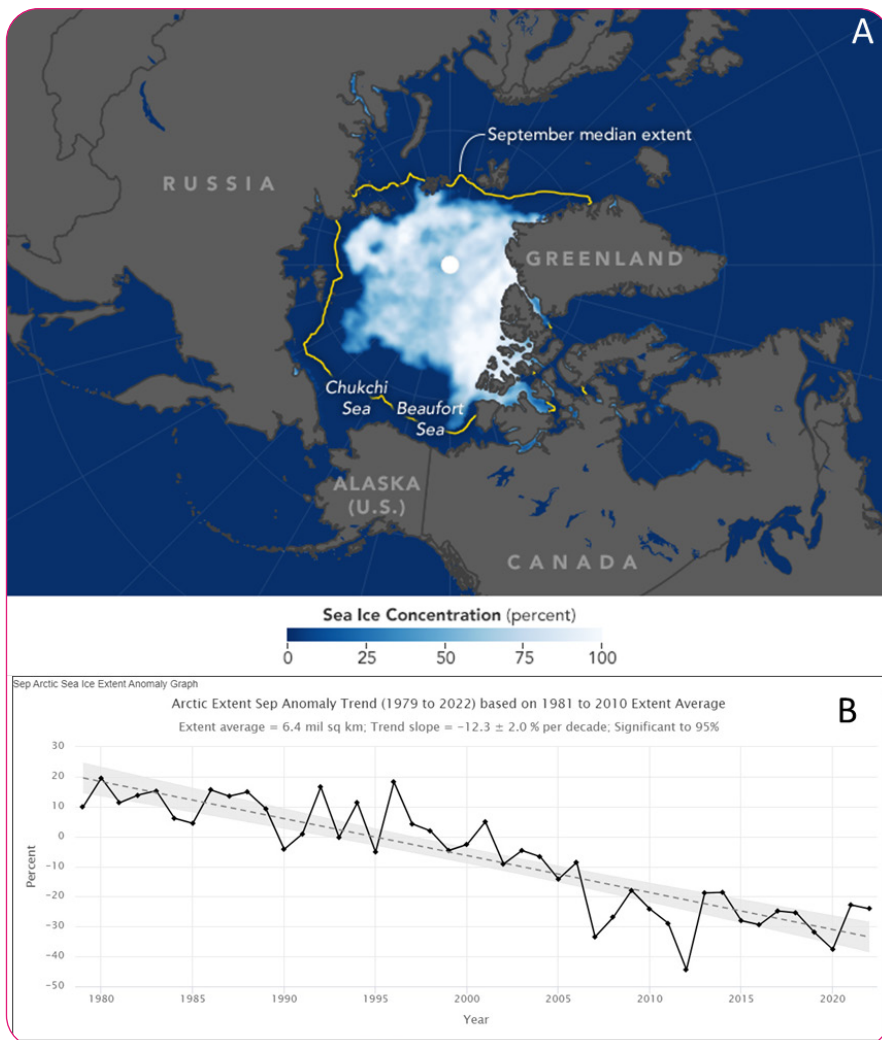 A
September median extent
RUSSIA
GREENLAND
Chukchi
Sea
Beaufort
Sea
ALASKA
(U.S.)
CANADA
Sea Ice Concentration (percent)
0 25 50 75 100
Sep Arctic Sea Ice Extent Anomaly Graph
Arctic Extent Sep Anomaly Trend (1979 to 2022) based on 1981 to 2010 Extent Average
B
Extent average = 6.4 mil sq km; Trend slope = −12.3 ± 2.0 % per decade; Significant to 95%
30
20
10
0
−10
−20
−30
−40
−50
Percent
1980 1985 1990 1995 2000 2005 2010 2015 2020
Year